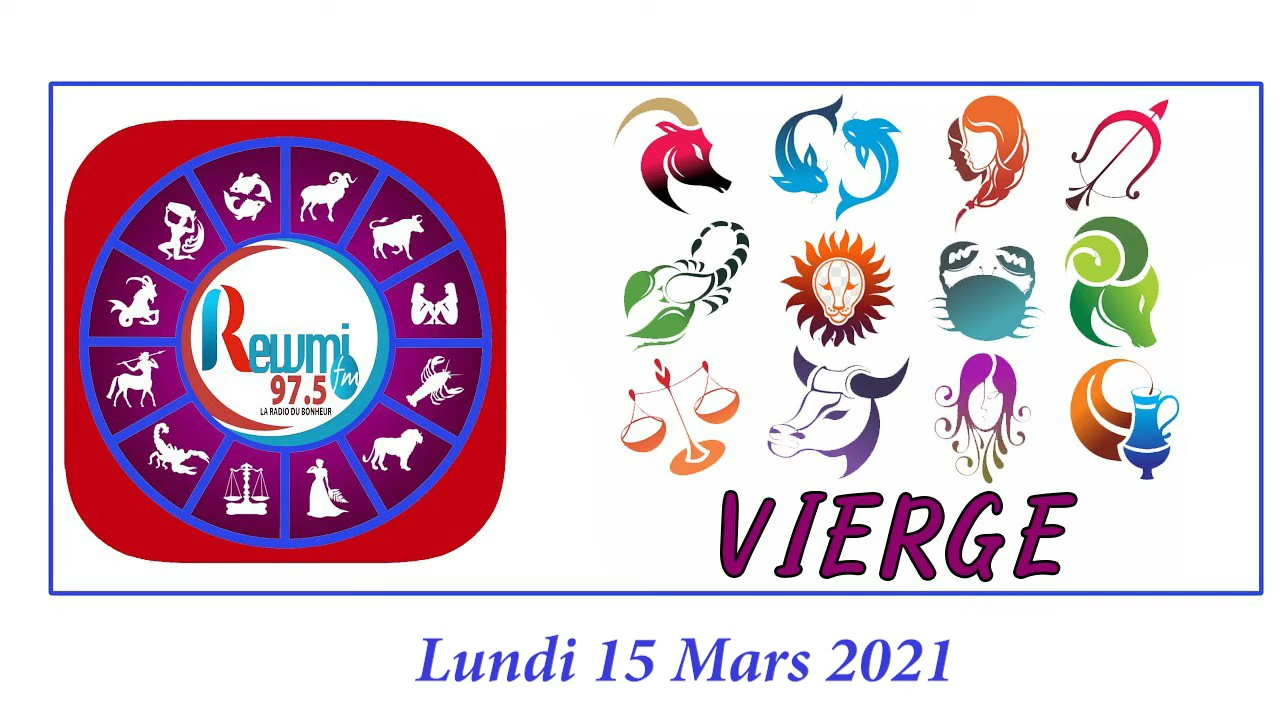 Rewmi
fm
97.5
LA RADIO DU BONHEUR
VIERGE
Lundi 15 Mars 2021